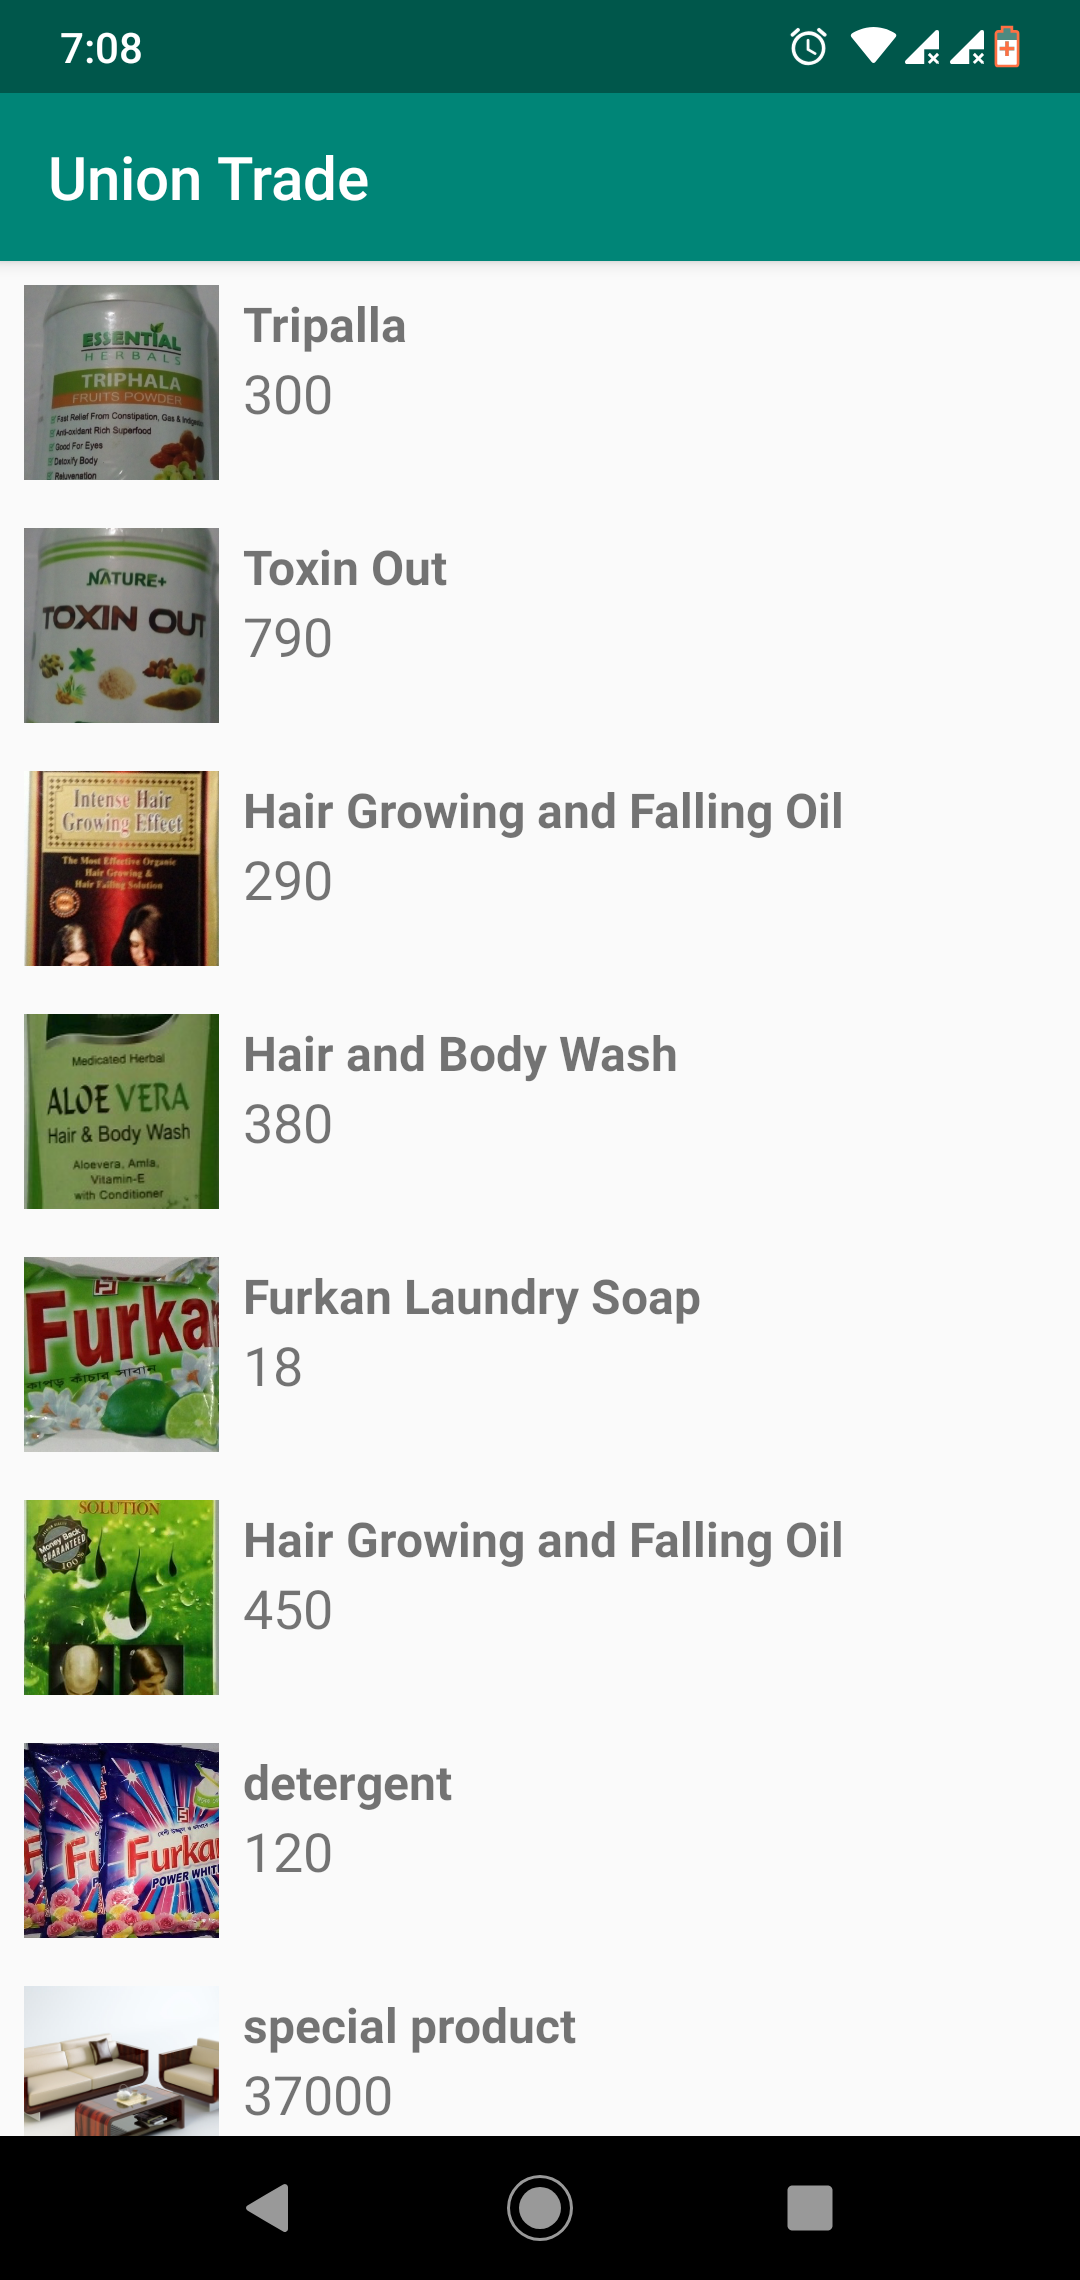 7:08
Union Trade
ESSENTIAL
HERBALS
TRIPHALA
FRUITS POWDER
Fast Relief From Constipation, Gas &
Anti-oxidant Rich Superfood
Good For Eyes
Detoxify Body
Rejuvenation
Tripalla
300
NATURE+
TOXIN OUT
Toxin Out
790
Intense Hair
Growing Effect
The Most Effective Organic
Hair Growing &
Hair Falling Solution
Hair Growing and Falling Oil
290
Medicated Herbal
ALOE VERA
Hair & Body Wash
Aloevera, Amla,
Vitamin-E
with Conditioner
Hair and Body Wash
380
Furka
কাপড় কাঁচার সাবান
Furkan Laundry Soap
18
SOLUTION
Money Back
GUARANTEED
100%
Hair Growing and Falling Oil
450
Furka
POWER WHIT
detergent
120
special product
37000